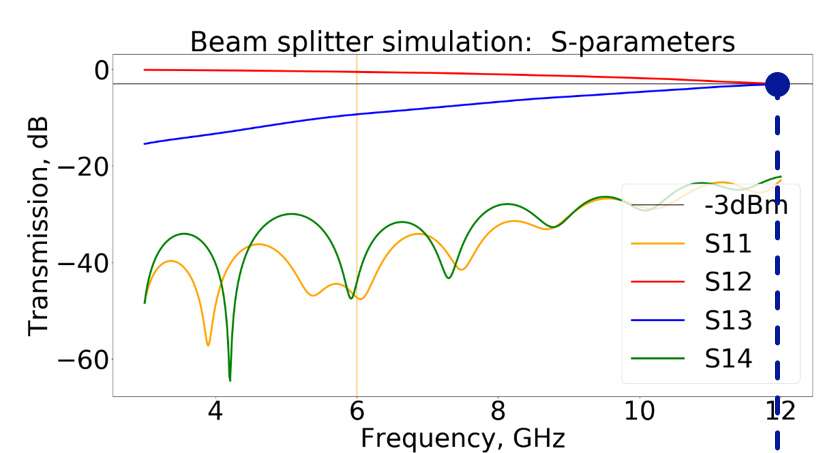 Beam splitter simulation:  S-parameters
Transmission, dB
0
−20
−40
−60
-3dBm
S11
S12
S13
S14
4 6 8 10 12
Frequency, GHz